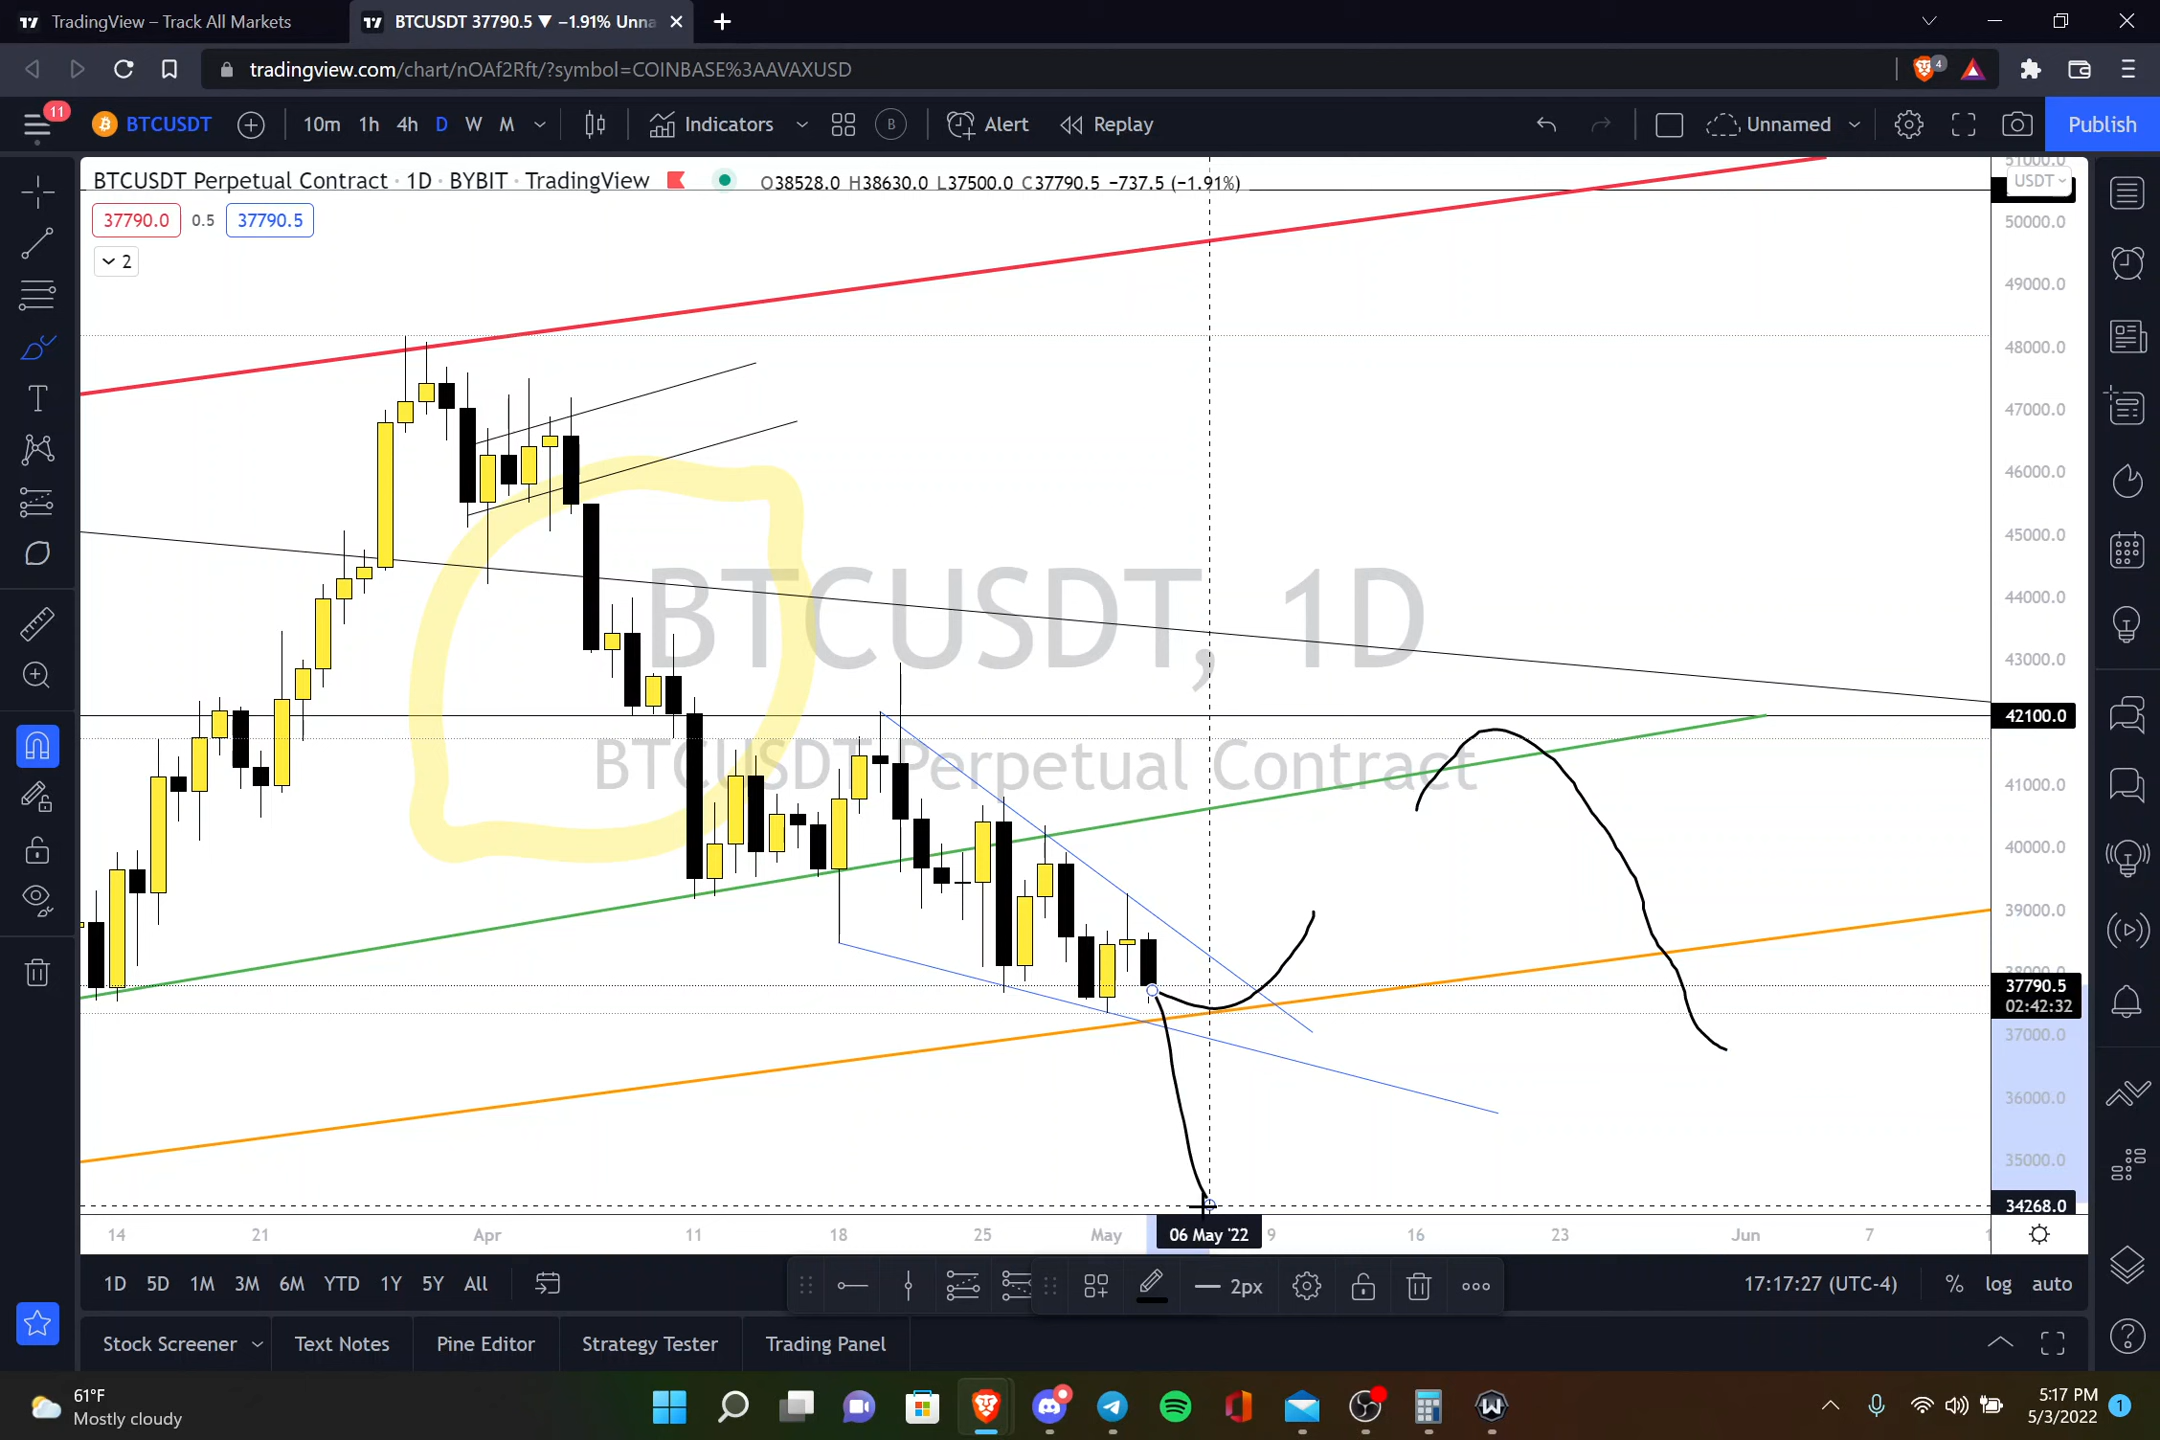 TradingView – Track All Markets
BTCUSDT 37790.5 ▼ −1.91% Unna
tradingview.com/chart/nOAf2Rft/?symbol=COINBASE%3AAVAXUSD
4
11
BTCUSDT
10m 1h 4h D W M
Indicators
B
Alert
Replay
Unnamed
Publish
BTCUSDT Perpetual Contract · 1D · BYBIT · TradingView
O38528.0 H38630.0 L37500.0 C37790.5 −737.5 (−1.91%)
37790.0 0.5 37790.5
2
BTCUSDT, 1D
BTCUSDT Perpetual Contract
51000.0
USDT
50000.0
49000.0
48000.0
47000.0
46000.0
45000.0
44000.0
43000.0
42100.0
41000.0
40000.0
39000.0
38000.0
37790.5
02:42:32
37000.0
36000.0
35000.0
34268.0
14 21 Apr 11 18 25 May 06 May '22 9 16 23 Jun 7
1D 5D 1M 3M 6M YTD 1Y 5Y All
2px
17:17:27 (UTC-4) % log auto
Stock Screener Text Notes Pine Editor Strategy Tester Trading Panel
61°F
Mostly cloudy
5:17 PM
5/3/2022
1